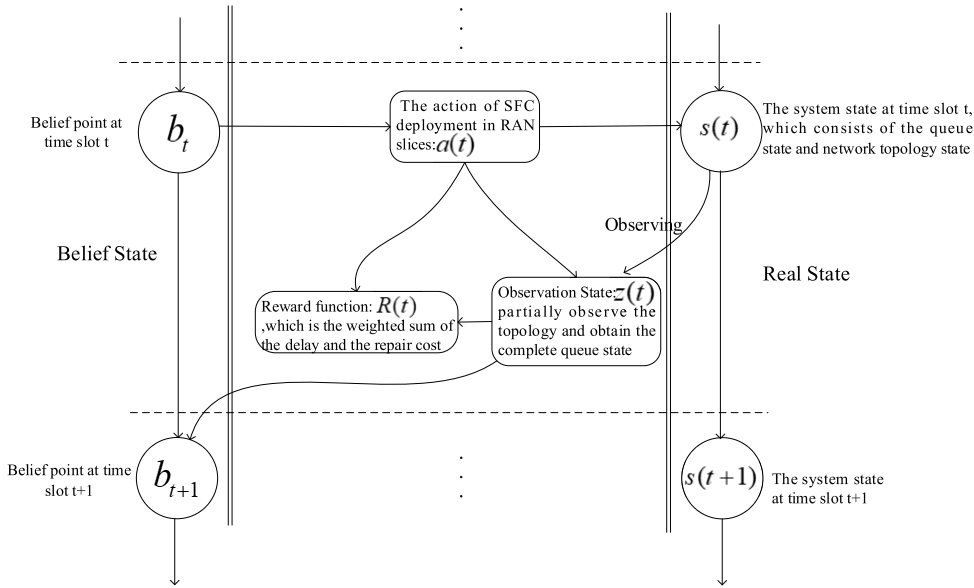 Belief point at
time slot t
b_t
The action of SFC
deployment in RAN
slices:a(t)
s(t)
The system state at time slot t,
which consists of the queue
state and network topology state
Observing
Belief State
Real State
Reward function: R(t)
,which is the weighted sum of
the delay and the repair cost
Observation State:z(t)
partially observe the
topology and obtain the
complete queue state
Belief point at time
slot t+1
b_{t+1}
s(t+1)
The system state
at time slot t+1